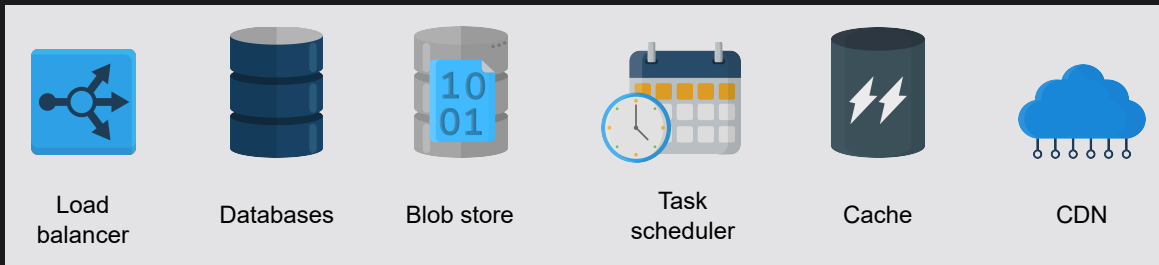 10
01
Load
balancer
Databases
Blob store
Task
scheduler
Cache
CDN